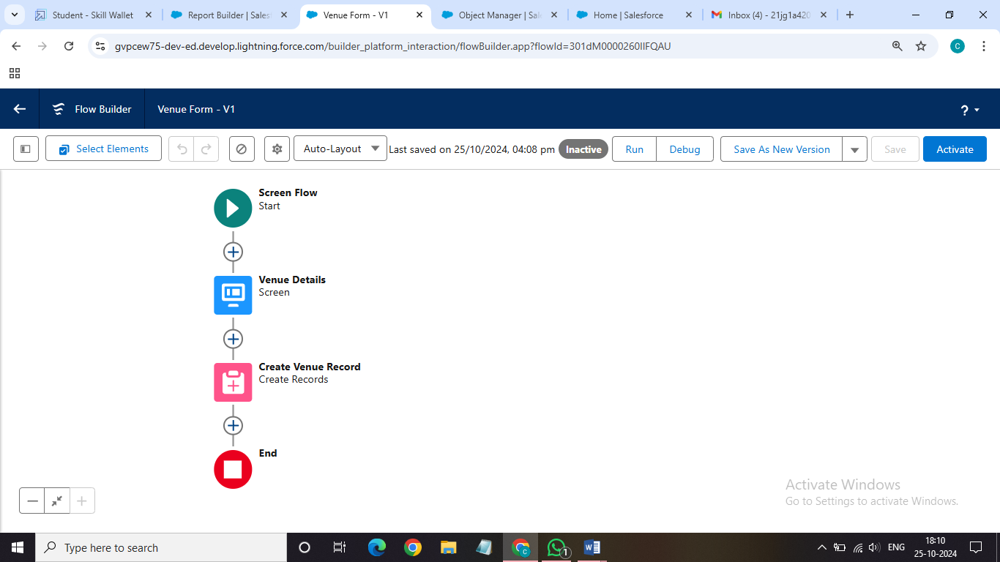 Student - Skill Wallet
Report Builder | Sales
Venue Form - V1
Object Manager | Sal
Home | Salesforce
Inbox (4) - 21jg1a420
gvpcew75-dev-ed.develop.lightning.force.com/builder_platform_interaction/flowBuilder.app?flowId=301dM0000260IIFQAU
C
Flow Builder
Venue Form - V1
?
Select Elements
Auto-Layout
Last saved on 25/10/2024, 04:08 pm
Inactive
Run
Debug
Save As New Version
Save
Activate
Screen Flow
Start
Venue Details
Screen
Create Venue Record
Create Records
End
Activate Windows
Go to Settings to activate Windows.
Type here to search
C
1
ENG
18:10
25-10-2024